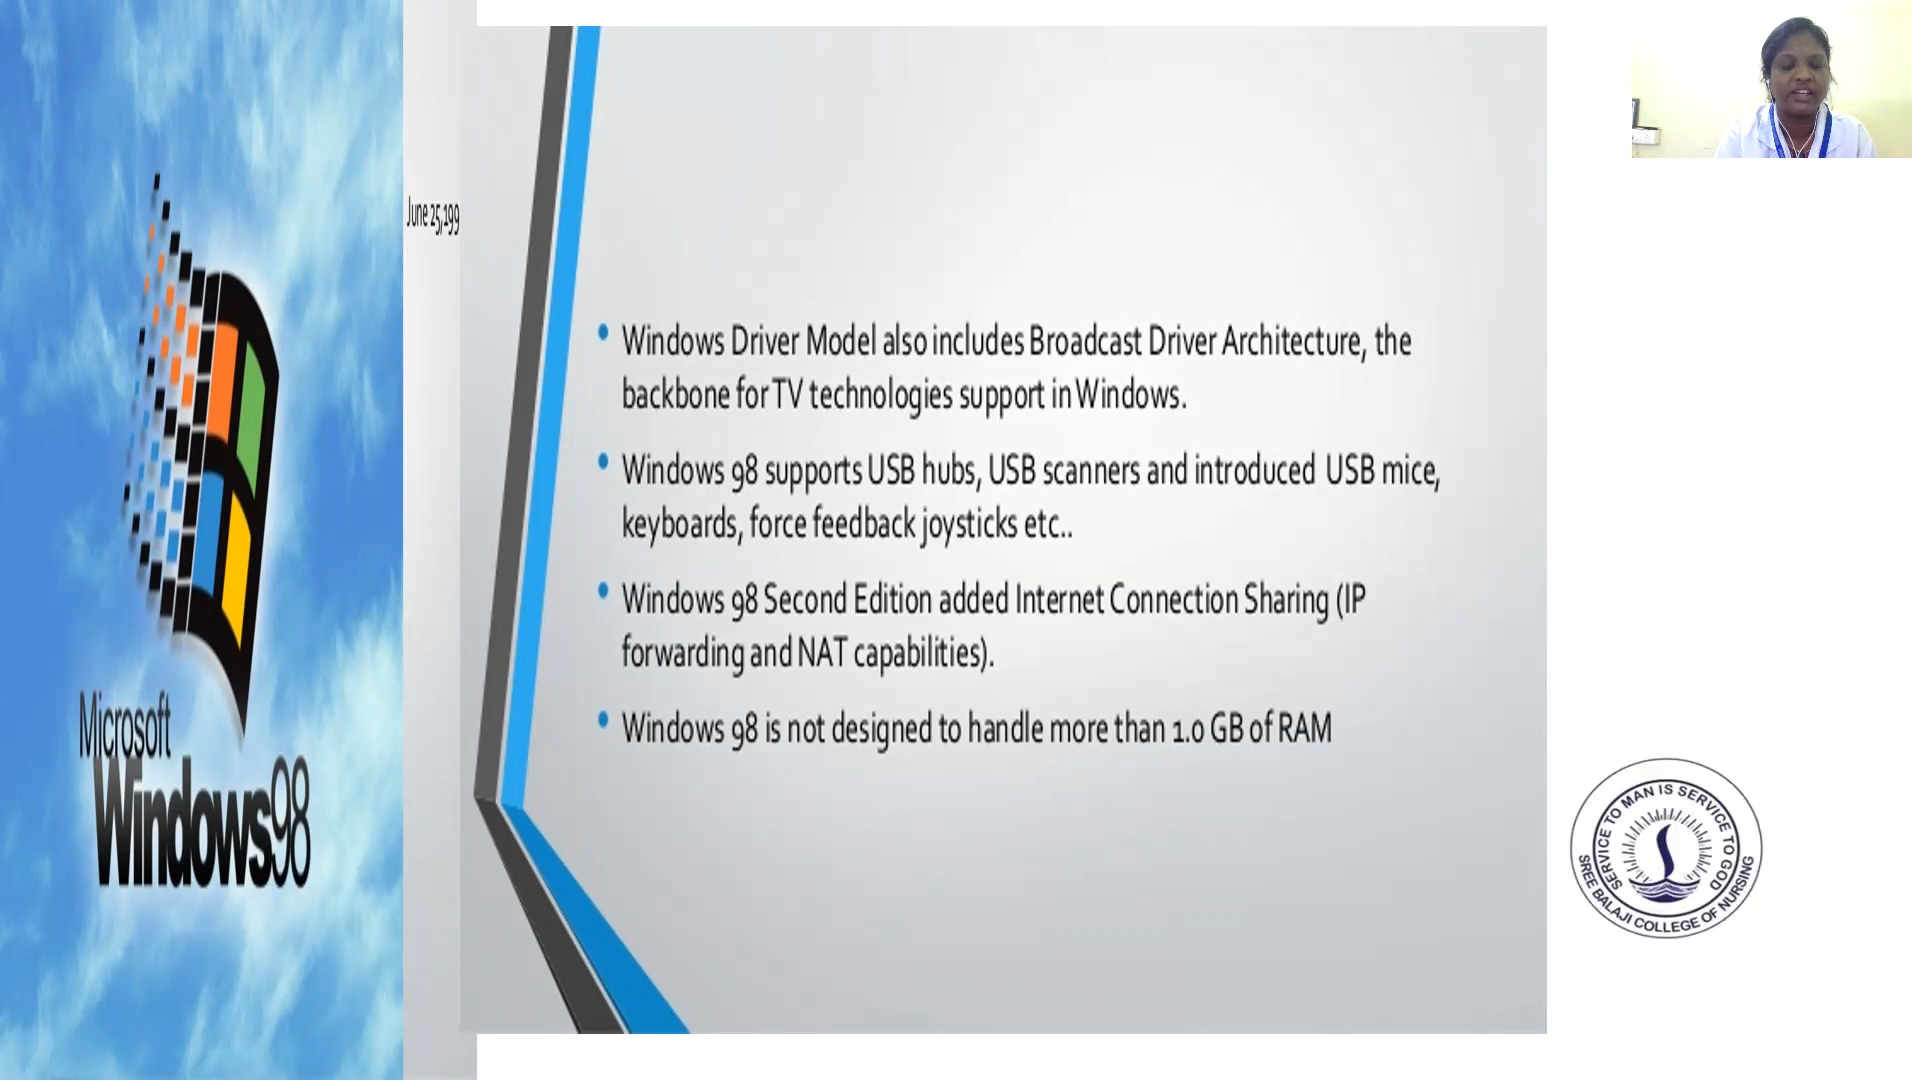 Microsoft
Windows98
June 25,199
• Windows Driver Model also includes Broadcast Driver Architecture, the
backbone for TV technologies support in Windows.
• Windows 98 supports USB hubs, USB scanners and introduced USB mice,
keyboards, force feedback joysticks etc..
• Windows 98 Second Edition added Internet Connection Sharing (IP
forwarding and NAT capabilities).
• Windows 98 is not designed to handle more than 1.0 GB of RAM
SERVICE TO MAN IS SERVICE TO GOD
SREE BALAJI COLLEGE OF NURSING